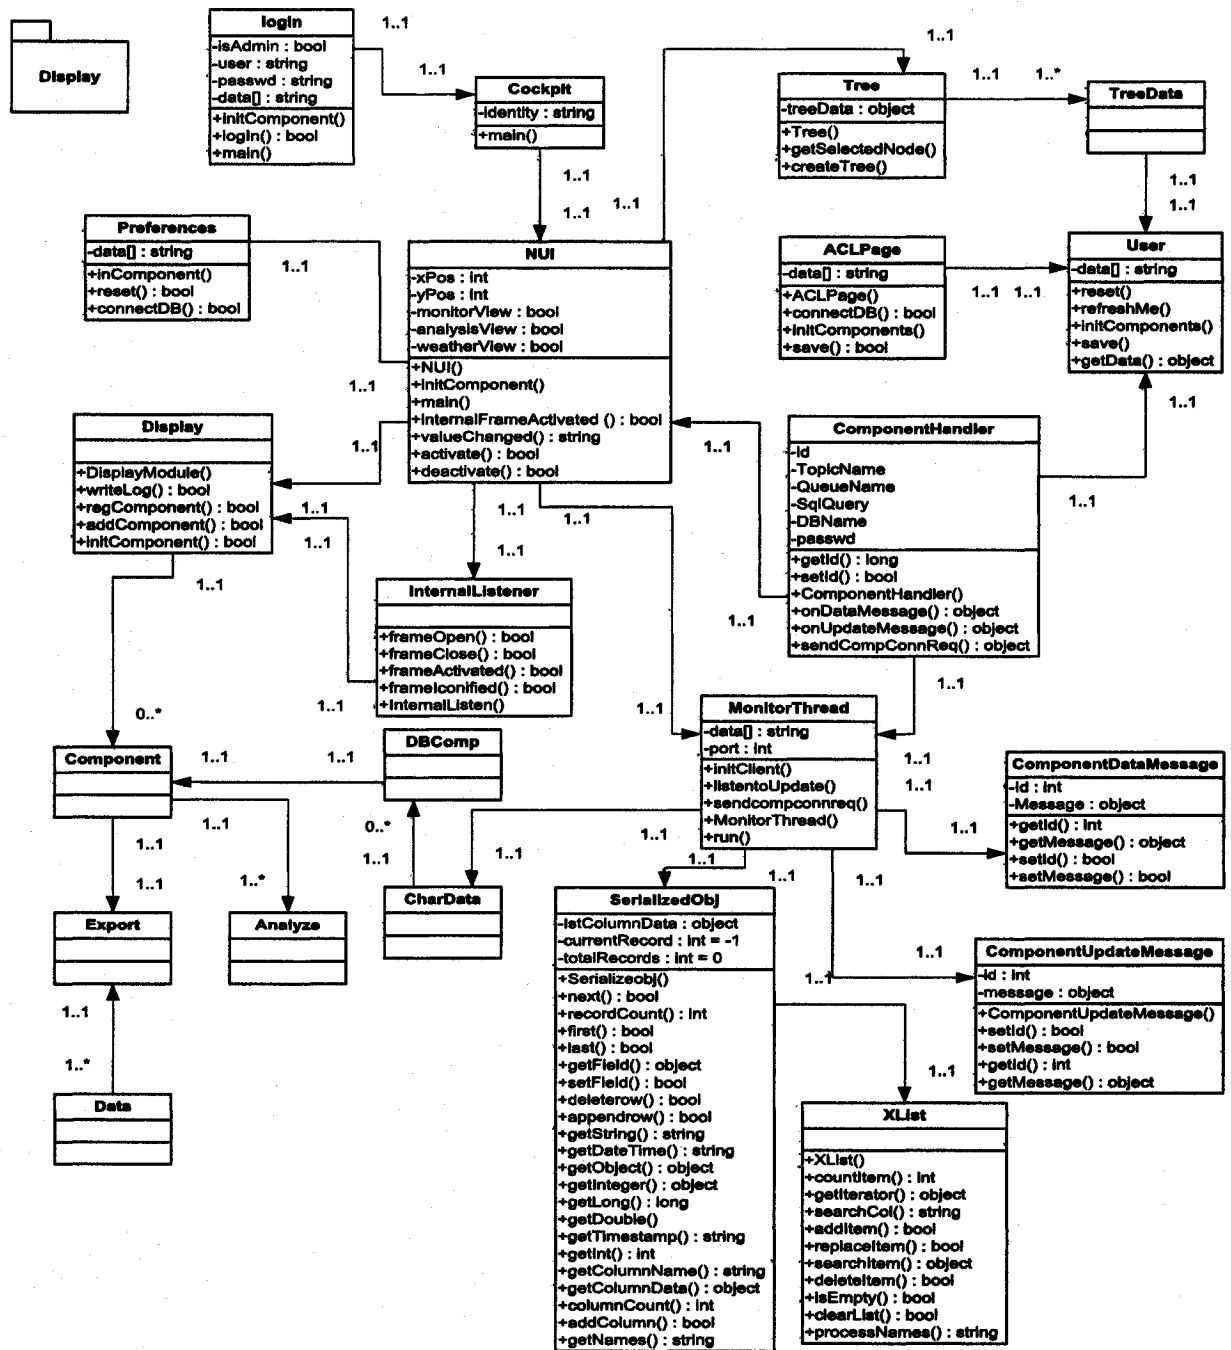 Display
login
-isAdmin : bool
-user : string
-passwd : string
-data[] : string
+initComponent()
+logIn() : bool
+main()
1..1
1..1
Cockpit
-identity : string
+main()
1..1
1..1
1..1
1..1
Tree
-treeData : object
+Tree()
+getSelectedNode()
+createTree()
1..1
1..*
TreeData
1..1
1..1
Preferences
-data[] : string
+inComponent()
+reset() : bool
+connectDB() : bool
1..1
1..1
NUI
-xPos : int
-yPos : int
-monitorView : bool
-analysisView : bool
-weatherView : bool
+NUI()
+initComponent()
+main()
+internalFrameActivated () : bool
+valueChanged() : string
+activate() : bool
+deactivate() : bool
ACLPage
-data[] : string
+ACLPage()
+connectDB() : bool
+initComponents()
+save() : bool
1..1
1..1
User
-data[] : string
+reset()
+refreshMe()
+initComponents()
+save()
+getData() : object
1..1
1..1
Display
+DisplayModule()
+writeLog() : bool
+regComponent() : bool
+addComponent() : bool
+initComponent() : bool
1..1
1..1
1..1
1..1
1..1
1..1
1..1
ComponentHandler
-id
-TopicName
-QueueName
-SqlQuery
-DBName
-passwd
+getId() : long
+setId() : bool
+ComponentHandler()
+onDataMessage() : object
+onUpdateMessage() : object
+sendCompConnReq() : object
1..1
1..1
1..1
InternalListener
+frameOpen() : bool
+frameClose() : bool
+frameActivated() : bool
+frameIconified() : bool
+InternalListen()
1..1
1..1
0..*
MonitorThread
-data[] : string
-port : int
+initClient()
+listentoUpdate()
+sendcompconnreq()
+MonitorThread()
+run()
1..1
1..1
1..1
Component
1..1
1..1
DBComp
ComponentDataMessage
-id : int
-Message : object
+getId() : int
+getMessage() : object
+setId() : bool
+setMessage() : bool
1..1
1..1
1..1
1..*
0..*
1..1
1..1
1..1
1..1
1..1
1..1
Export
Analyze
CharData
SerializedObj
-lstColumnData : object
-currentRecord : int = -1
-totalRecords : int = 0
+Serializeobj()
+next() : bool
+recordCount() : int
+first() : bool
+last() : bool
+getField() : object
+setField() : bool
+deleterow() : bool
+appendrow() : bool
+getString() : string
+getDateTime() : string
+getObject() : object
+getInteger() : object
+getLong() : long
+getDouble()
+getTimestamp() : string
+getInt() : int
+getColumnName() : string
+getColumnData() : object
+columnCount() : int
+addColumn() : bool
+getNames() : string
1..1
1..1
ComponentUpdateMessage
-id : int
-message : object
+ComponentUpdateMessage()
+setId() : bool
+setMessage() : bool
+getId() : int
+getMessage() : object
1..1
1..*
Data
1..1
XList
+XList()
+countItem() : int
+getIterator() : object
+searchCol() : string
+addItem() : bool
+replaceItem() : bool
+searchItem() : object
+deleteItem() : bool
+isEmpty() : bool
+clearList() : bool
+processNames() : string